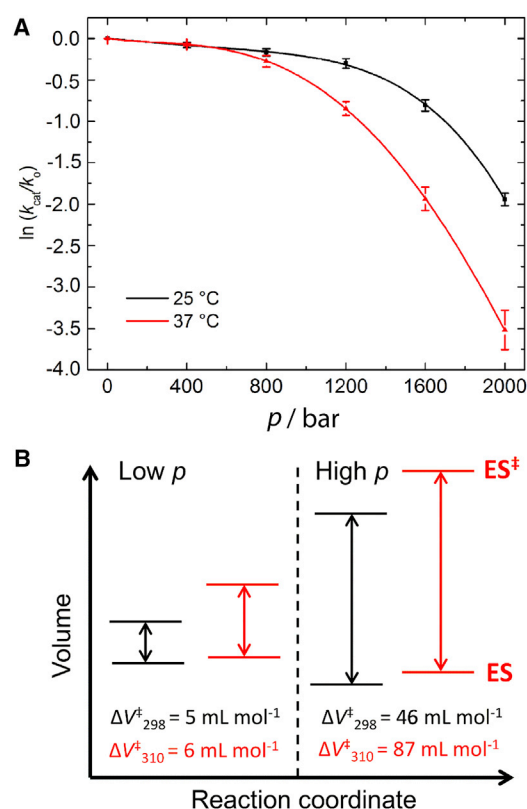 A
0.0
-0.5
-1.0
-1.5
-2.0
-2.5
-3.0
-3.5
-4.0
ln (k_cat/k_o)
25 °C
37 °C
0 400 800 1200 1600 2000
p / bar
B
Low p
High p
ES‡
ES
Volume
ΔV‡298 = 5 mL mol-1
ΔV‡310 = 6 mL mol-1
ΔV‡298 = 46 mL mol-1
ΔV‡310 = 87 mL mol-1
Reaction coordinate